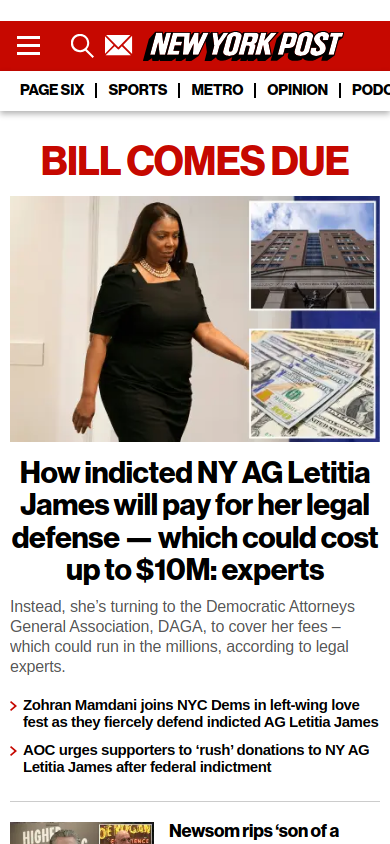 NEW YORK POST
PAGE SIX | SPORTS | METRO | OPINION | PODC
BILL COMES DUE
How indicted NY AG Letitia
James will pay for her legal
defense — which could cost
up to $10M: experts
Instead, she's turning to the Democratic Attorneys
General Association, DAGA, to cover her fees –
which could run in the millions, according to legal
experts.
Zohran Mamdani joins NYC Dems in left-wing love
fest as they fiercely defend indicted AG Letitia James
AOC urges supporters to ‘rush’ donations to NY AG
Letitia James after federal indictment
HIGHER
Newsom rips ‘son of a